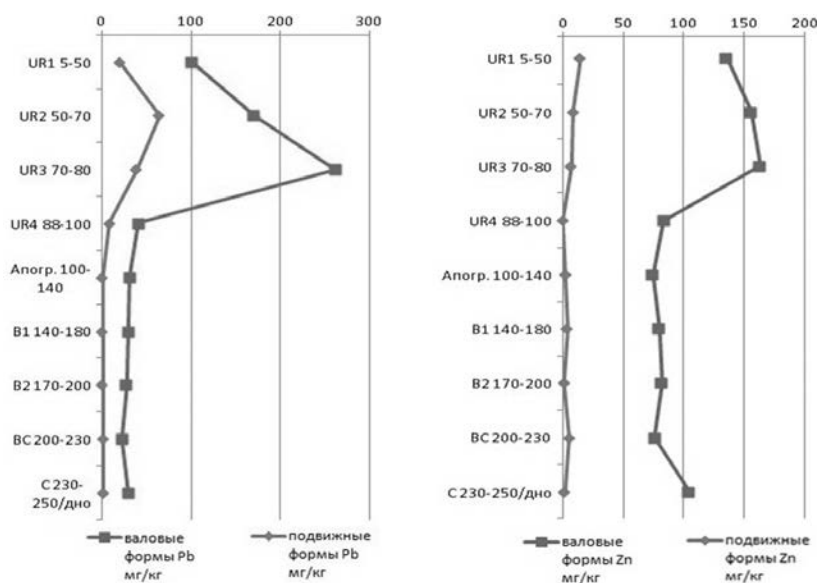 0 100 200 300
UR1 5-50
UR2 50-70
UR3 70-80
UR4 88-100
Апогр. 100-
140
B1 140-180
B2 170-200
BC 200-230
C 230-
250/дно
валовые
формы Pb
мг/кг
подвижные
формы Pb
мг/кг
0 50 100 150 200
UR1 5-50
UR2 50-70
UR3 70-80
UR4 88-100
Апогр. 100-140
B1 140-180
B2 170-200
BC 200-230
C 230-250/дно
валовые
формы Zn
мг/кг
подвижные
формы Zn
мг/кг